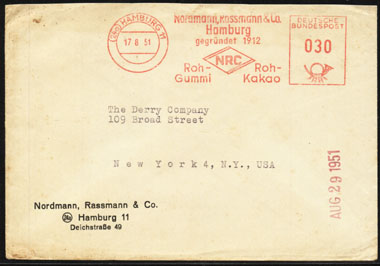 (24a) HAMBURG 11
17.8.51
Nordmann, Rassmann & Co.
Hamburg
gegründet 1912
NRC
Roh-
Gummi
Roh-
Kakao
DEUTSCHE
BUNDESPOST
030
The Derry Company
109 Broad Street
New York 4, N.Y., USA
AUG 29 1951
Nordmann, Rassmann & Co.
24a Hamburg 11
Deichstraße 49